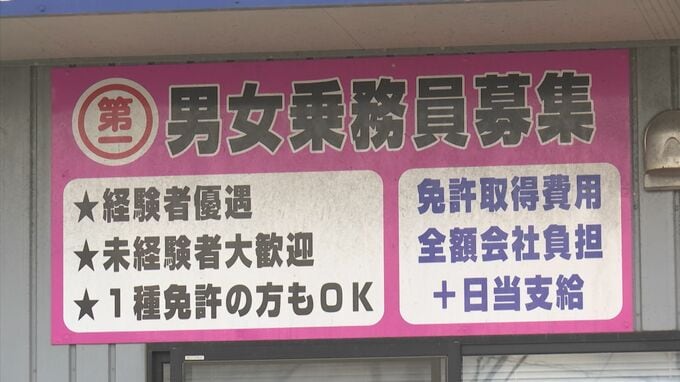 第一
男女乗務員募集
★経験者優遇
★未経験者大歓迎
★1種免許の方もOK
免許取得費用
全額会社負担
+日当支給